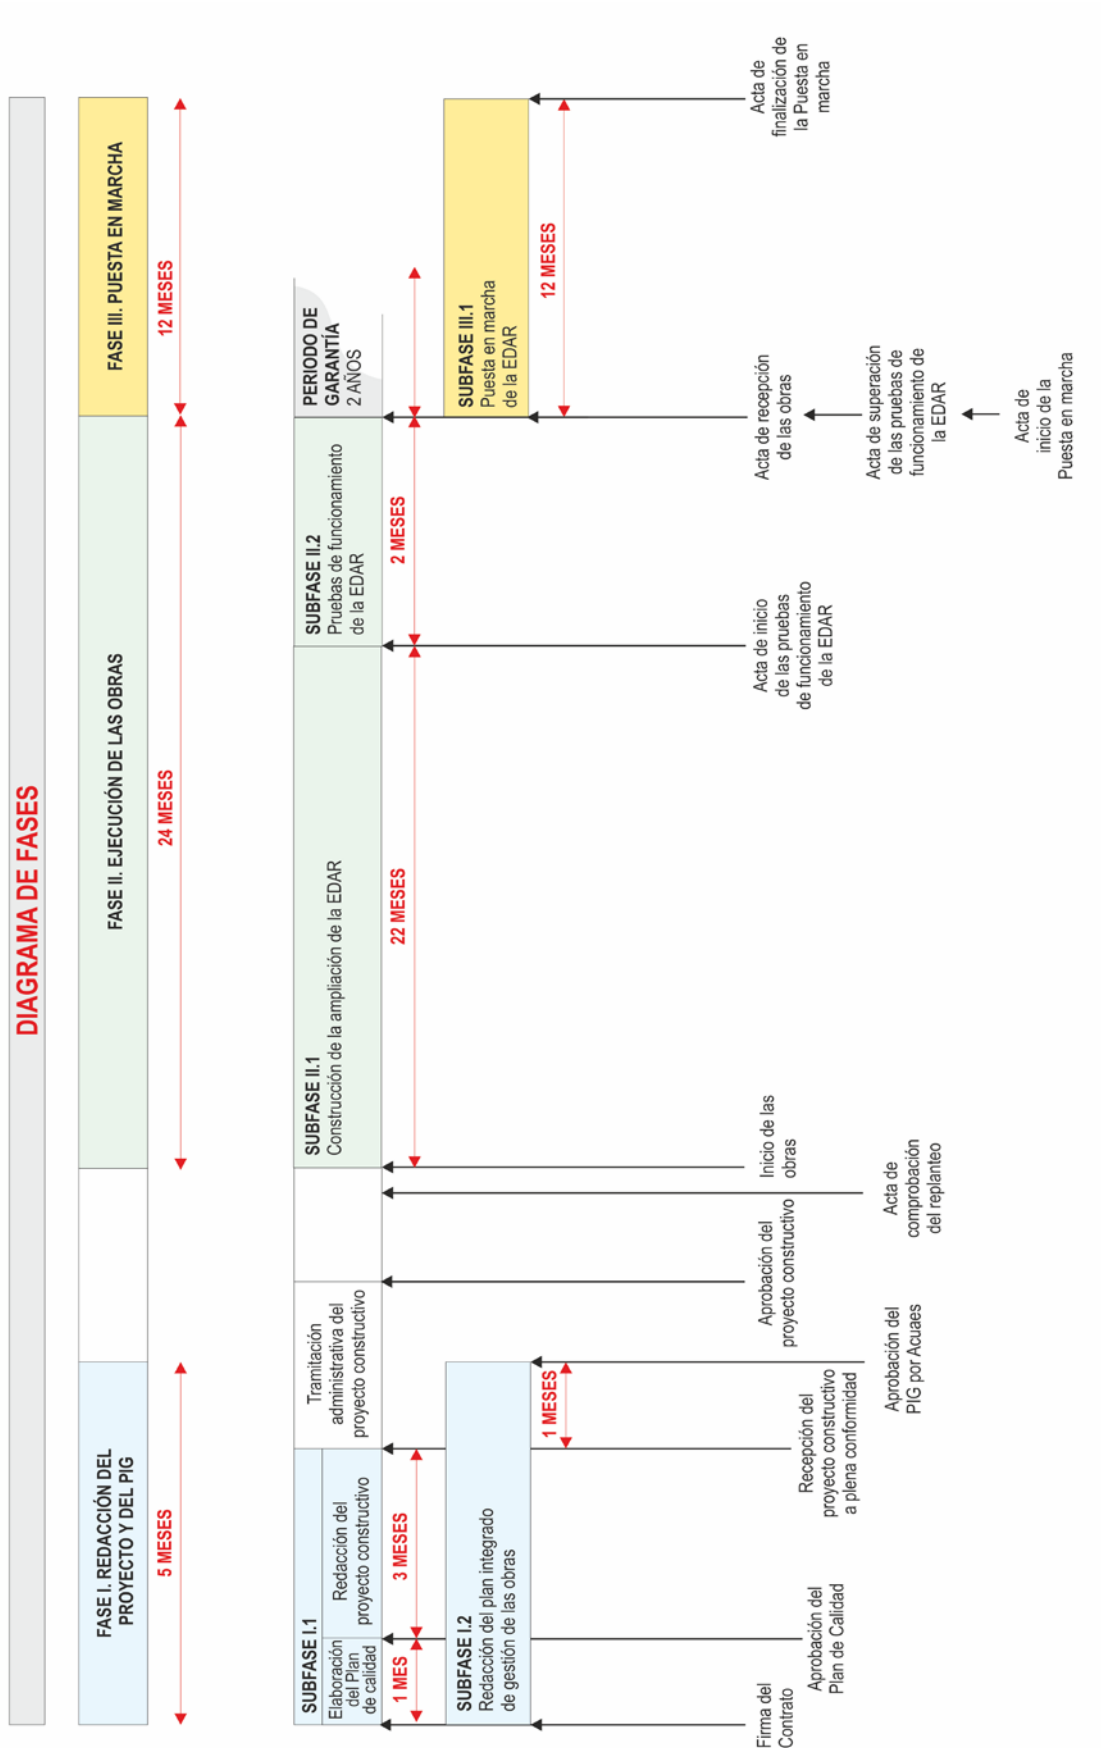 DIAGRAMA DE FASES
FASE I. REDACCIÓN DEL
PROYECTO Y DEL PIG
FASE II. EJECUCIÓN DE LAS OBRAS
FASE III. PUESTA EN MARCHA
5 MESES
24 MESES
12 MESES
SUBFASE I.1
Elaboración
del Plan
de calidad
Redacción del
proyecto constructivo
Tramitación
administrativa del
proyecto constructivo
SUBFASE II.1
Construcción de la ampliación de la EDAR
SUBFASE II.2
Pruebas de funcionamiento
de la EDAR
PERIODO DE
GARANTÍA
2 AÑOS
1 MES
3 MESES
22 MESES
2 MESES
SUBFASE I.2
Redacción del plan integrado
de gestión de las obras
SUBFASE III.1
Puesta en marcha
de la EDAR
1 MESES
12 MESES
Firma del
Contrato
Aprobación del
Plan de Calidad
Recepción del
proyecto constructivo
a plena conformidad
Aprobación del
PIG por Acuaes
Aprobación del
proyecto constructivo
Acta de
comprobación
del replanteo
Inicio de las
obras
Acta de inicio
de las pruebas
de funcionamiento
de la EDAR
Acta de recepción
de las obras
Acta de superación
de las pruebas de
funcionamiento de
la EDAR
Acta de
inicio de la
Puesta en marcha
Acta de
finalización de
la Puesta en
marcha